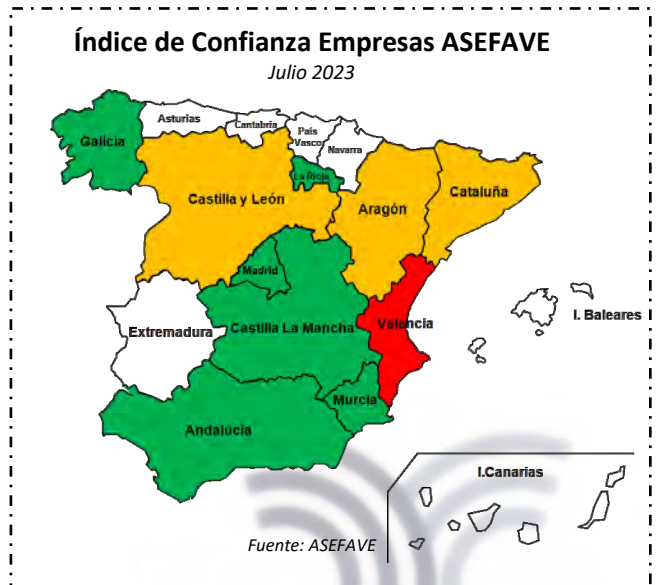 Índice de Confianza Empresas ASEFAVE
Julio 2023
Asturias
Cantabria
País
Vasco
Navarra
Galicia
La Rioja
Castilla y León
Aragón
Cataluña
Madrid
Extremadura
Castilla La Mancha
Valencia
I. Baleares
Murcia
Andalucía
I.Canarias
Fuente: ASEFAVE